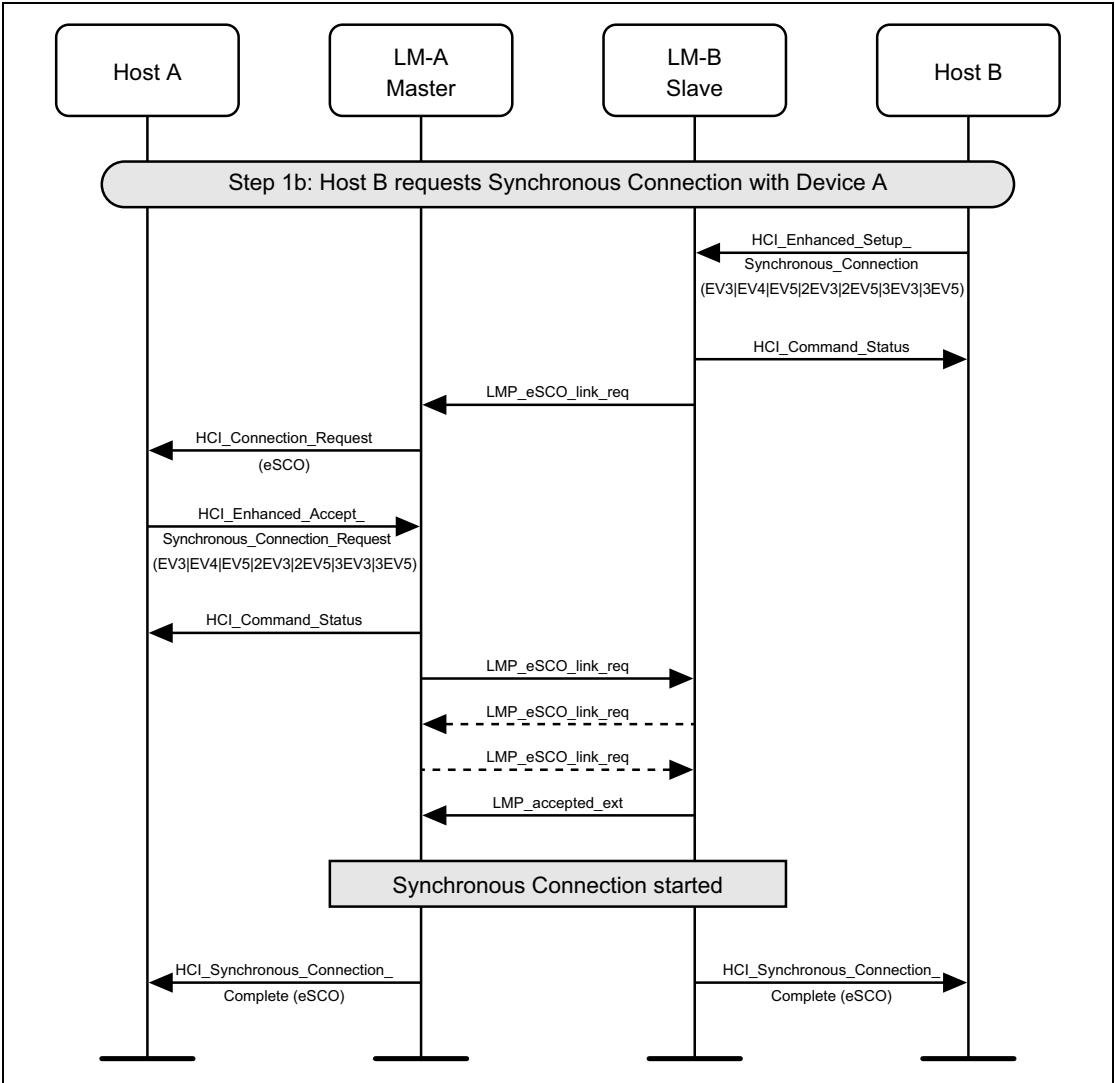 Host A
LM-A
Master
LM-B
Slave
Host B
Step 1b: Host B requests Synchronous Connection with Device A
HCI_Enhanced_Setup_
Synchronous_Connection
(EV3|EV4|EV5|2EV3|2EV5|3EV3|3EV5)
HCI_Command_Status
LMP_eSCO_link_req
HCI_Connection_Request
(eSCO)
HCI_Enhanced_Accept_
Synchronous_Connection_Request
(EV3|EV4|EV5|2EV3|2EV5|3EV3|3EV5)
HCI_Command_Status
LMP_eSCO_link_req
LMP_eSCO_link_req
LMP_eSCO_link_req
LMP_accepted_ext
Synchronous Connection started
HCI_Synchronous_Connection_
Complete (eSCO)
HCI_Synchronous_Connection_
Complete (eSCO)